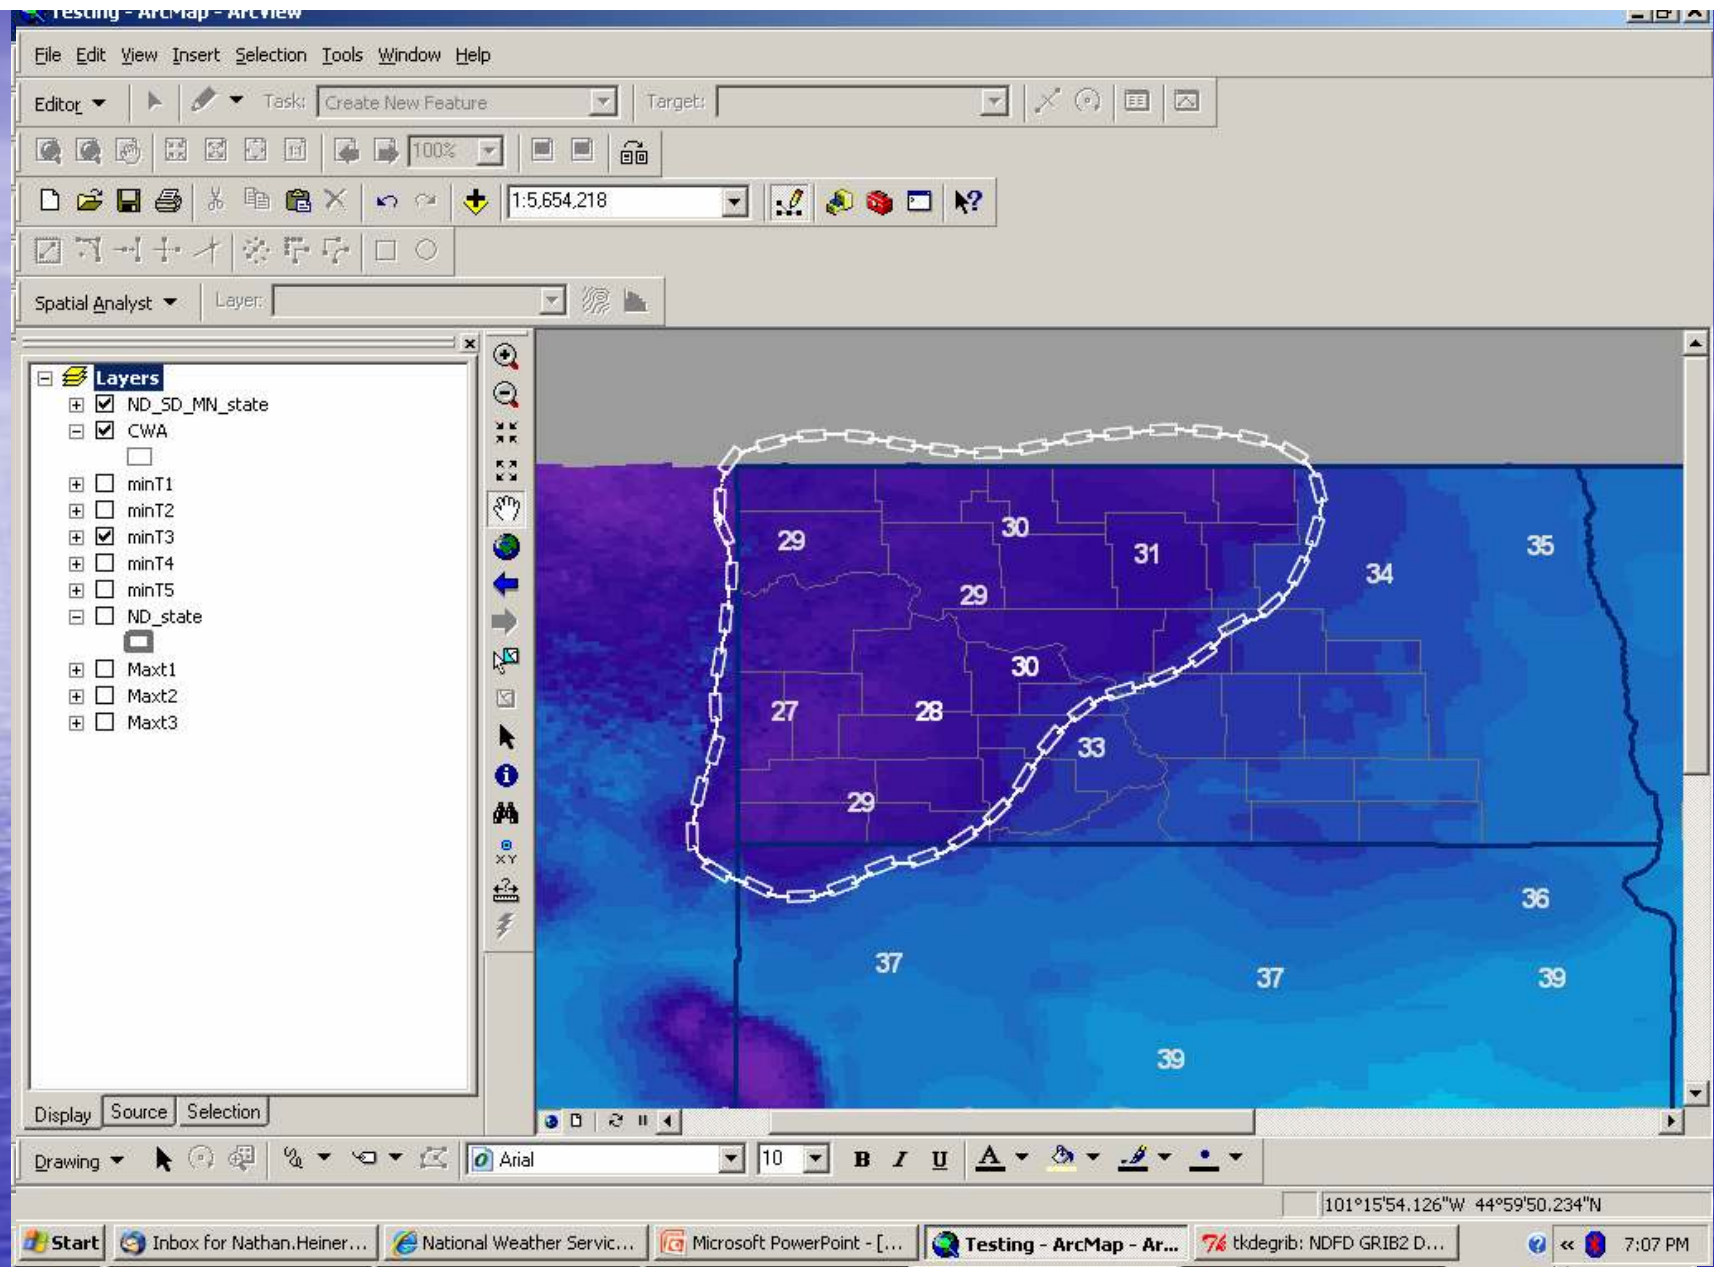 Testing - ArcMap - ArcView
File Edit View Insert Selection Tools Window Help
Editor Task: Create New Feature Target:
100%
1:5,654,218
Spatial Analyst Layer:
Layers
ND_SD_MN_state
CWA
minT1
minT2
minT3
minT4
minT5
ND_state
Maxt1
Maxt2
Maxt3
XY
29 30 31 34 35
29
30
27 28 33
29
36
37 37 39
39
Display Source Selection
Drawing Arial 10 B I U A
101°15'54.126"W 44°59'50.234"N
Start Inbox for Nathan.Heiner... National Weather Servic... Microsoft PowerPoint - [... Testing - ArcMap - Ar... tkdegrib: NDFD GRIB2 D... 7:07 PM